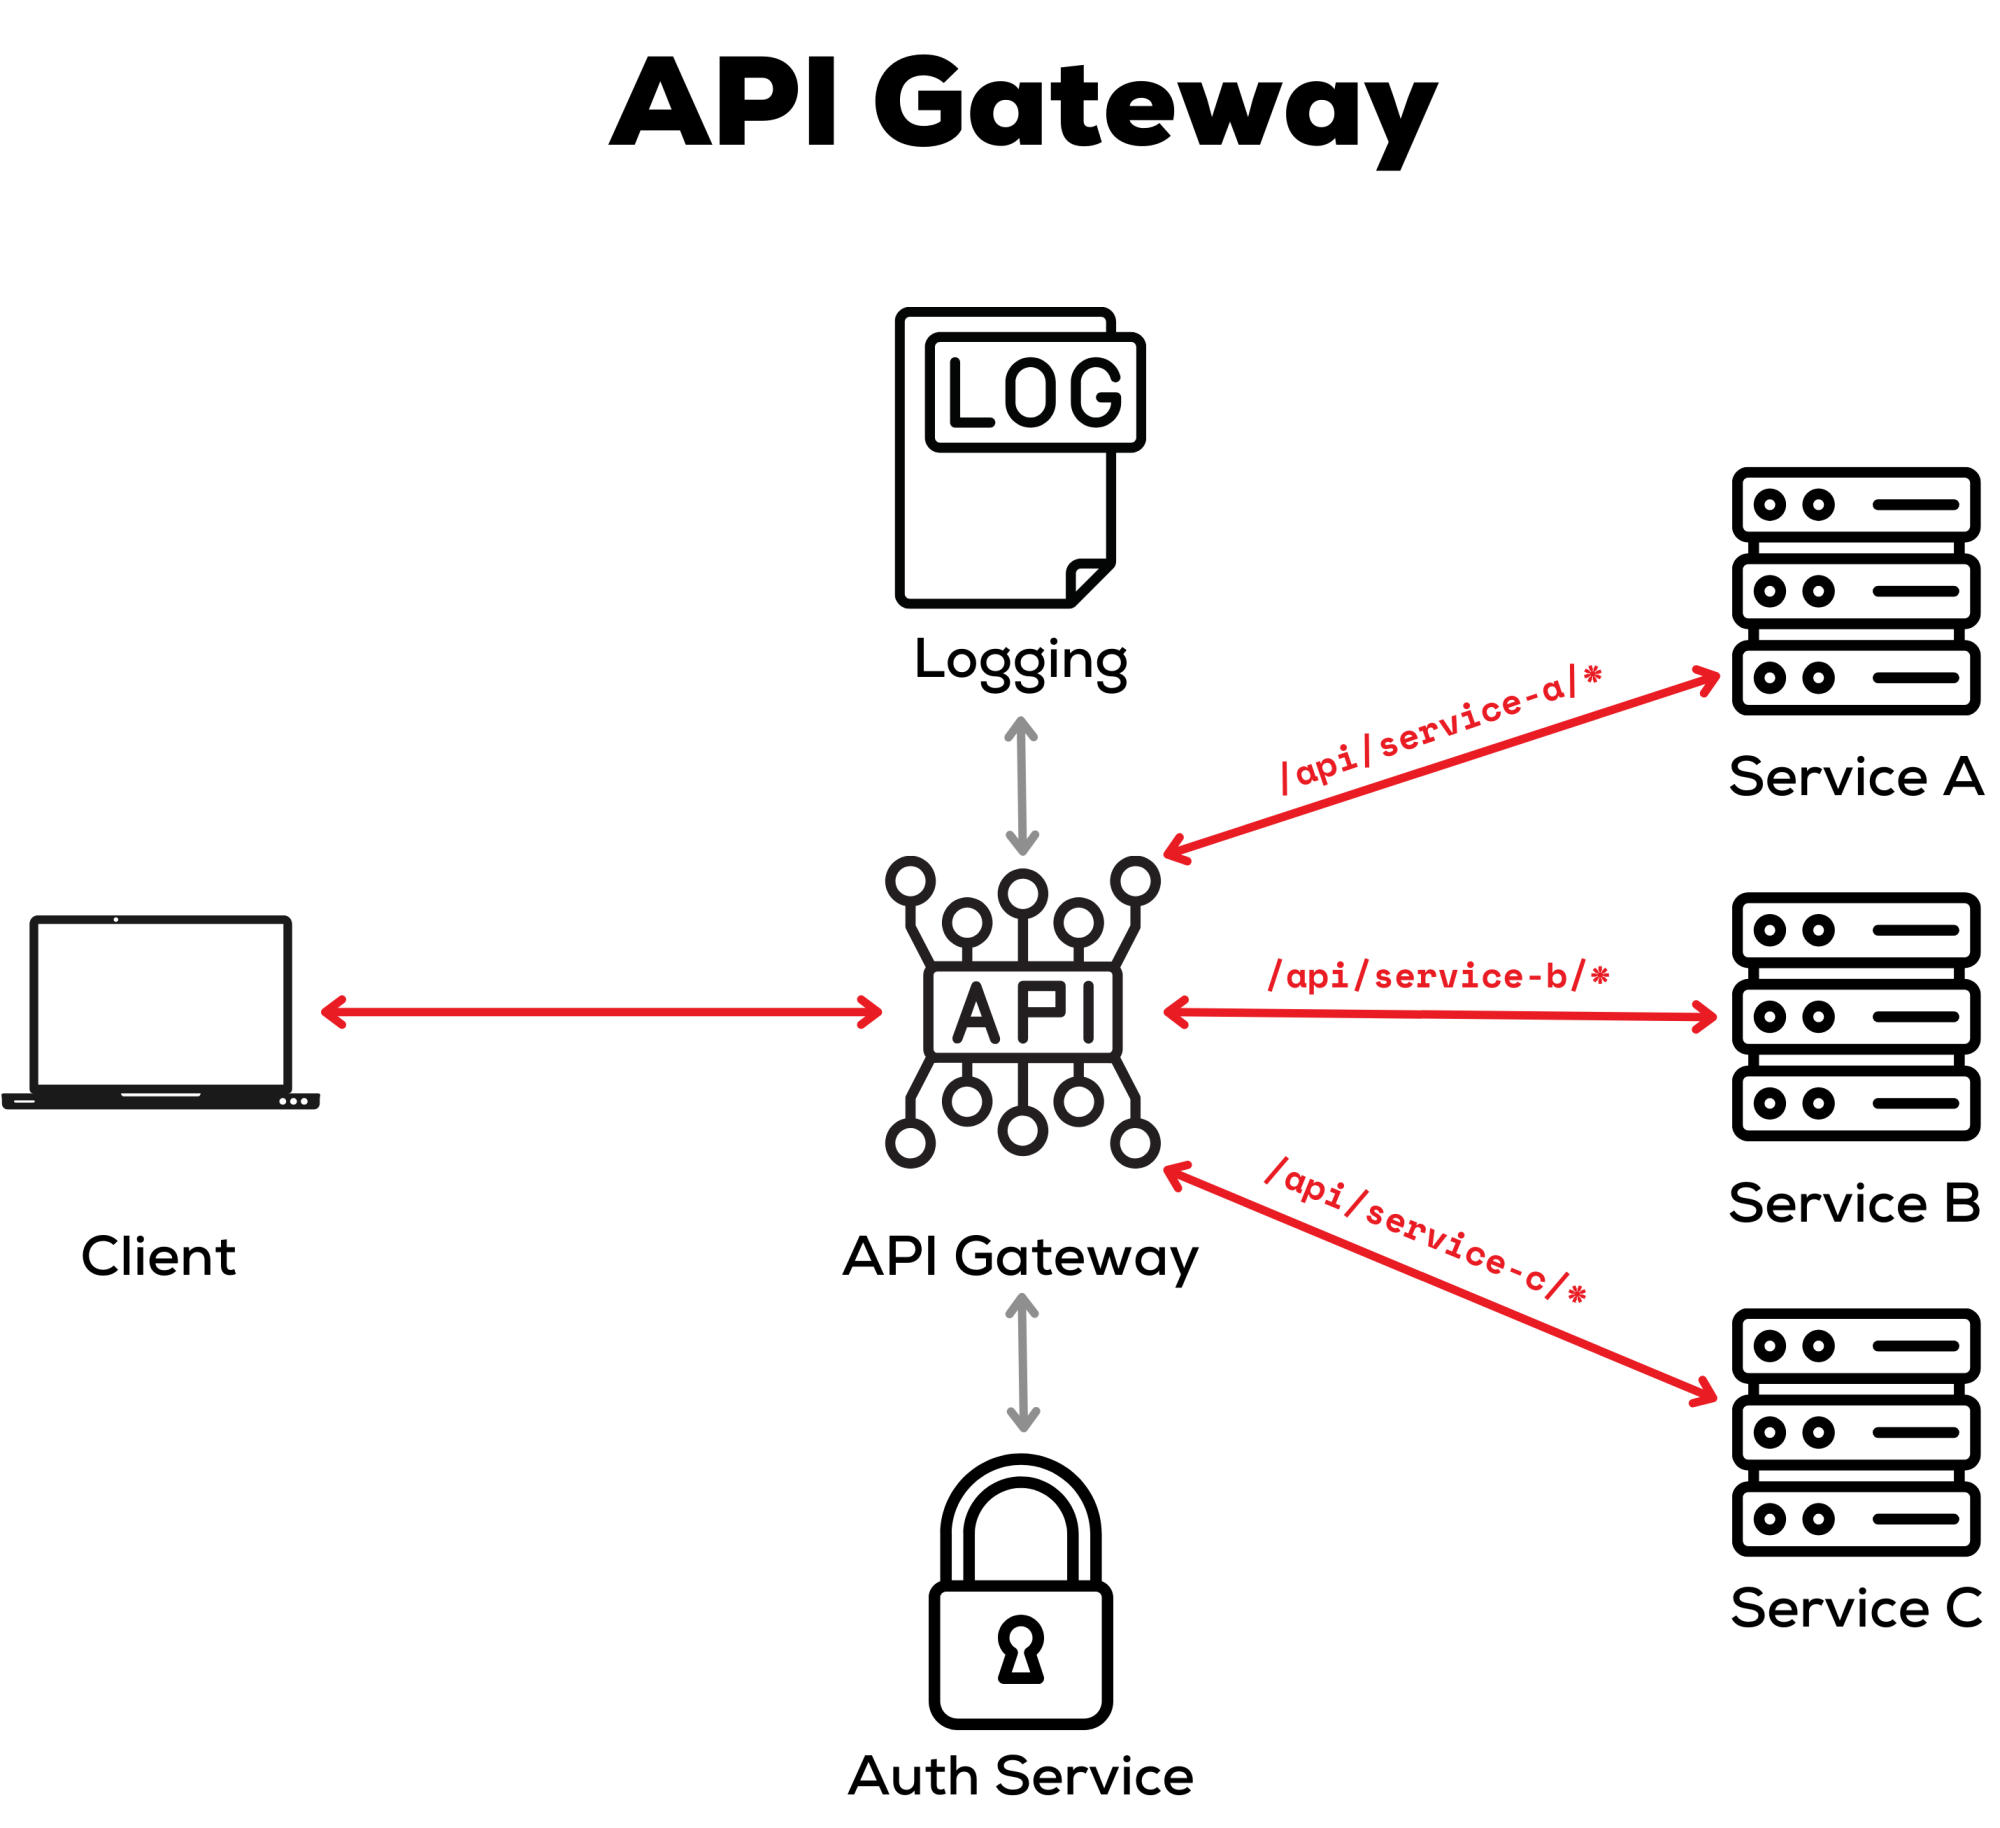 API Gateway
LOG
Logging
/api/service-a/*
Service A
API
/api/service-b/*
Service B
Client
API Gateway
/api/service-c/*
Service C
Auth Service